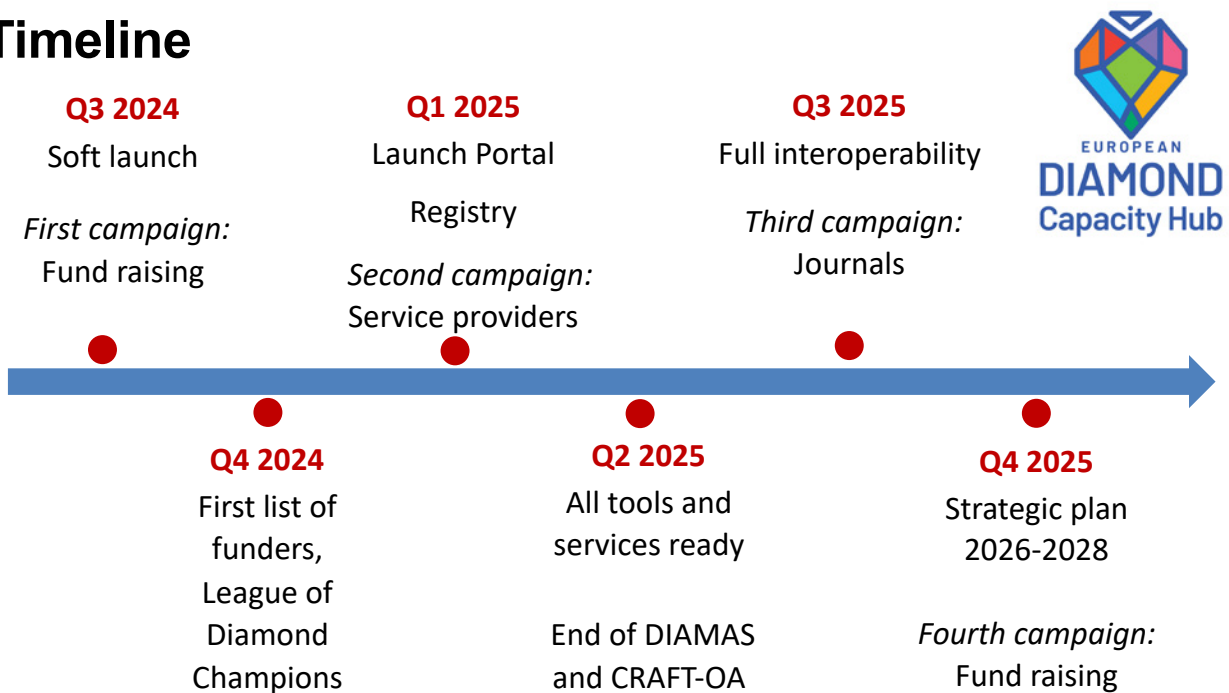 Timeline
Q3 2024
Soft launch
First campaign:
Fund raising
Q1 2025
Launch Portal
Registry
Second campaign:
Service providers
Q3 2025
Full interoperability
Third campaign:
Journals
EUROPEAN
DIAMOND
Capacity Hub
Q4 2024
First list of
funders,
League of
Diamond
Champions
Q2 2025
All tools and
services ready
End of DIAMAS
and CRAFT-OA
Q4 2025
Strategic plan
2026-2028
Fourth campaign:
Fund raising